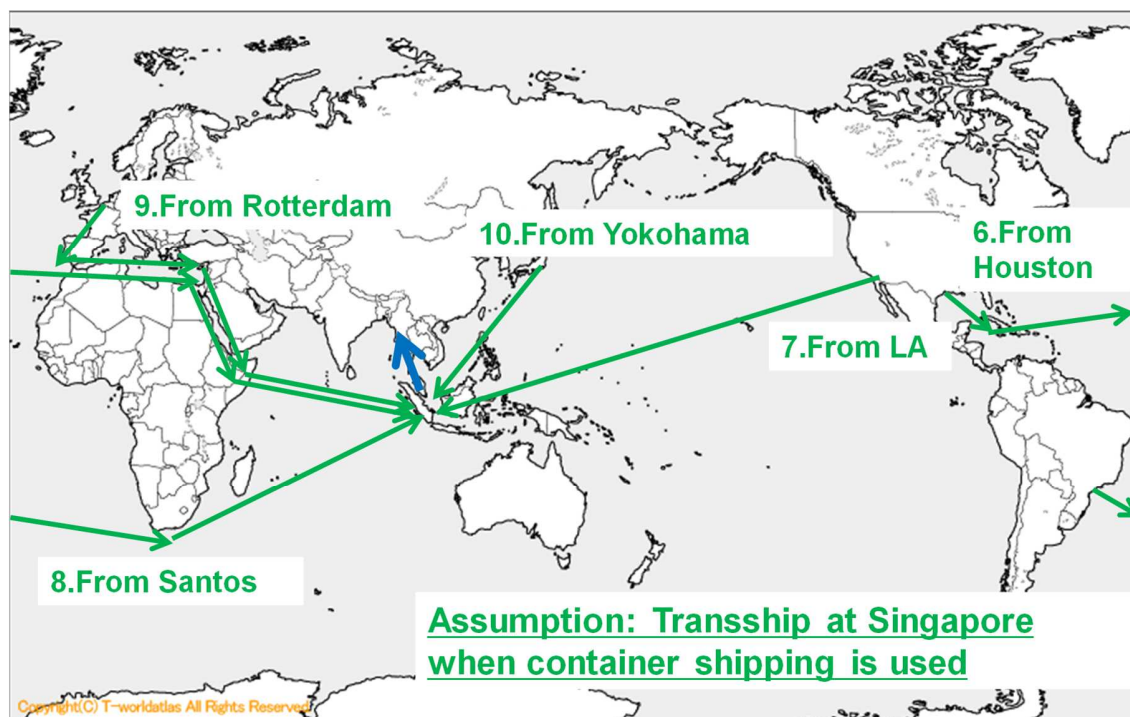 9.From Rotterdam
10.From Yokohama
6.From
Houston
7.From LA
8.From Santos
Assumption: Transship at Singapore
when container shipping is used
Copyright(C) T-worldatlas All Rights Reserved